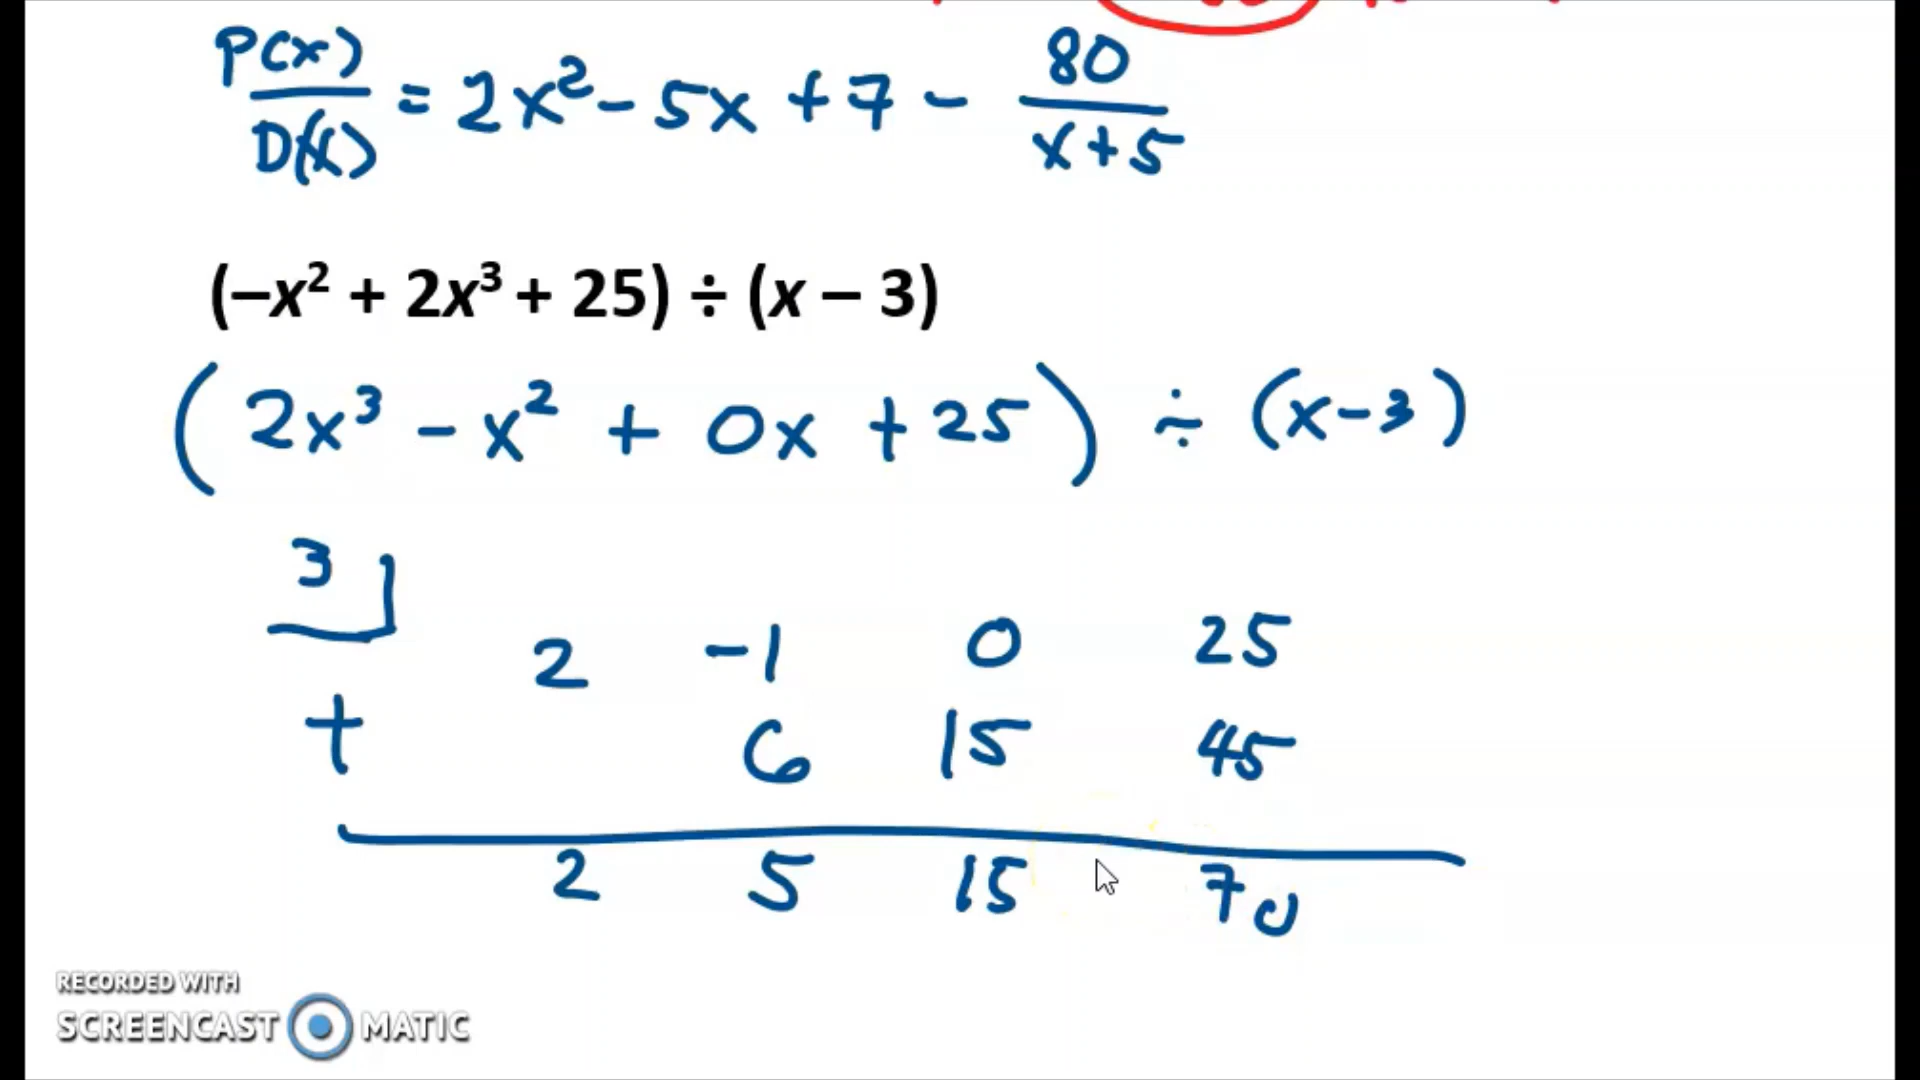 P(x)/D(x) = 2x² - 5x + 7 - 80/(x+5)
(–x² + 2x³ + 25) ÷ (x – 3)
(2x³ - x² + 0x + 25) ÷ (x-3)
3
2 -1 0 25
+ 6 15 45
2 5 15 70
RECORDED WITH
SCREENCAST MATIC